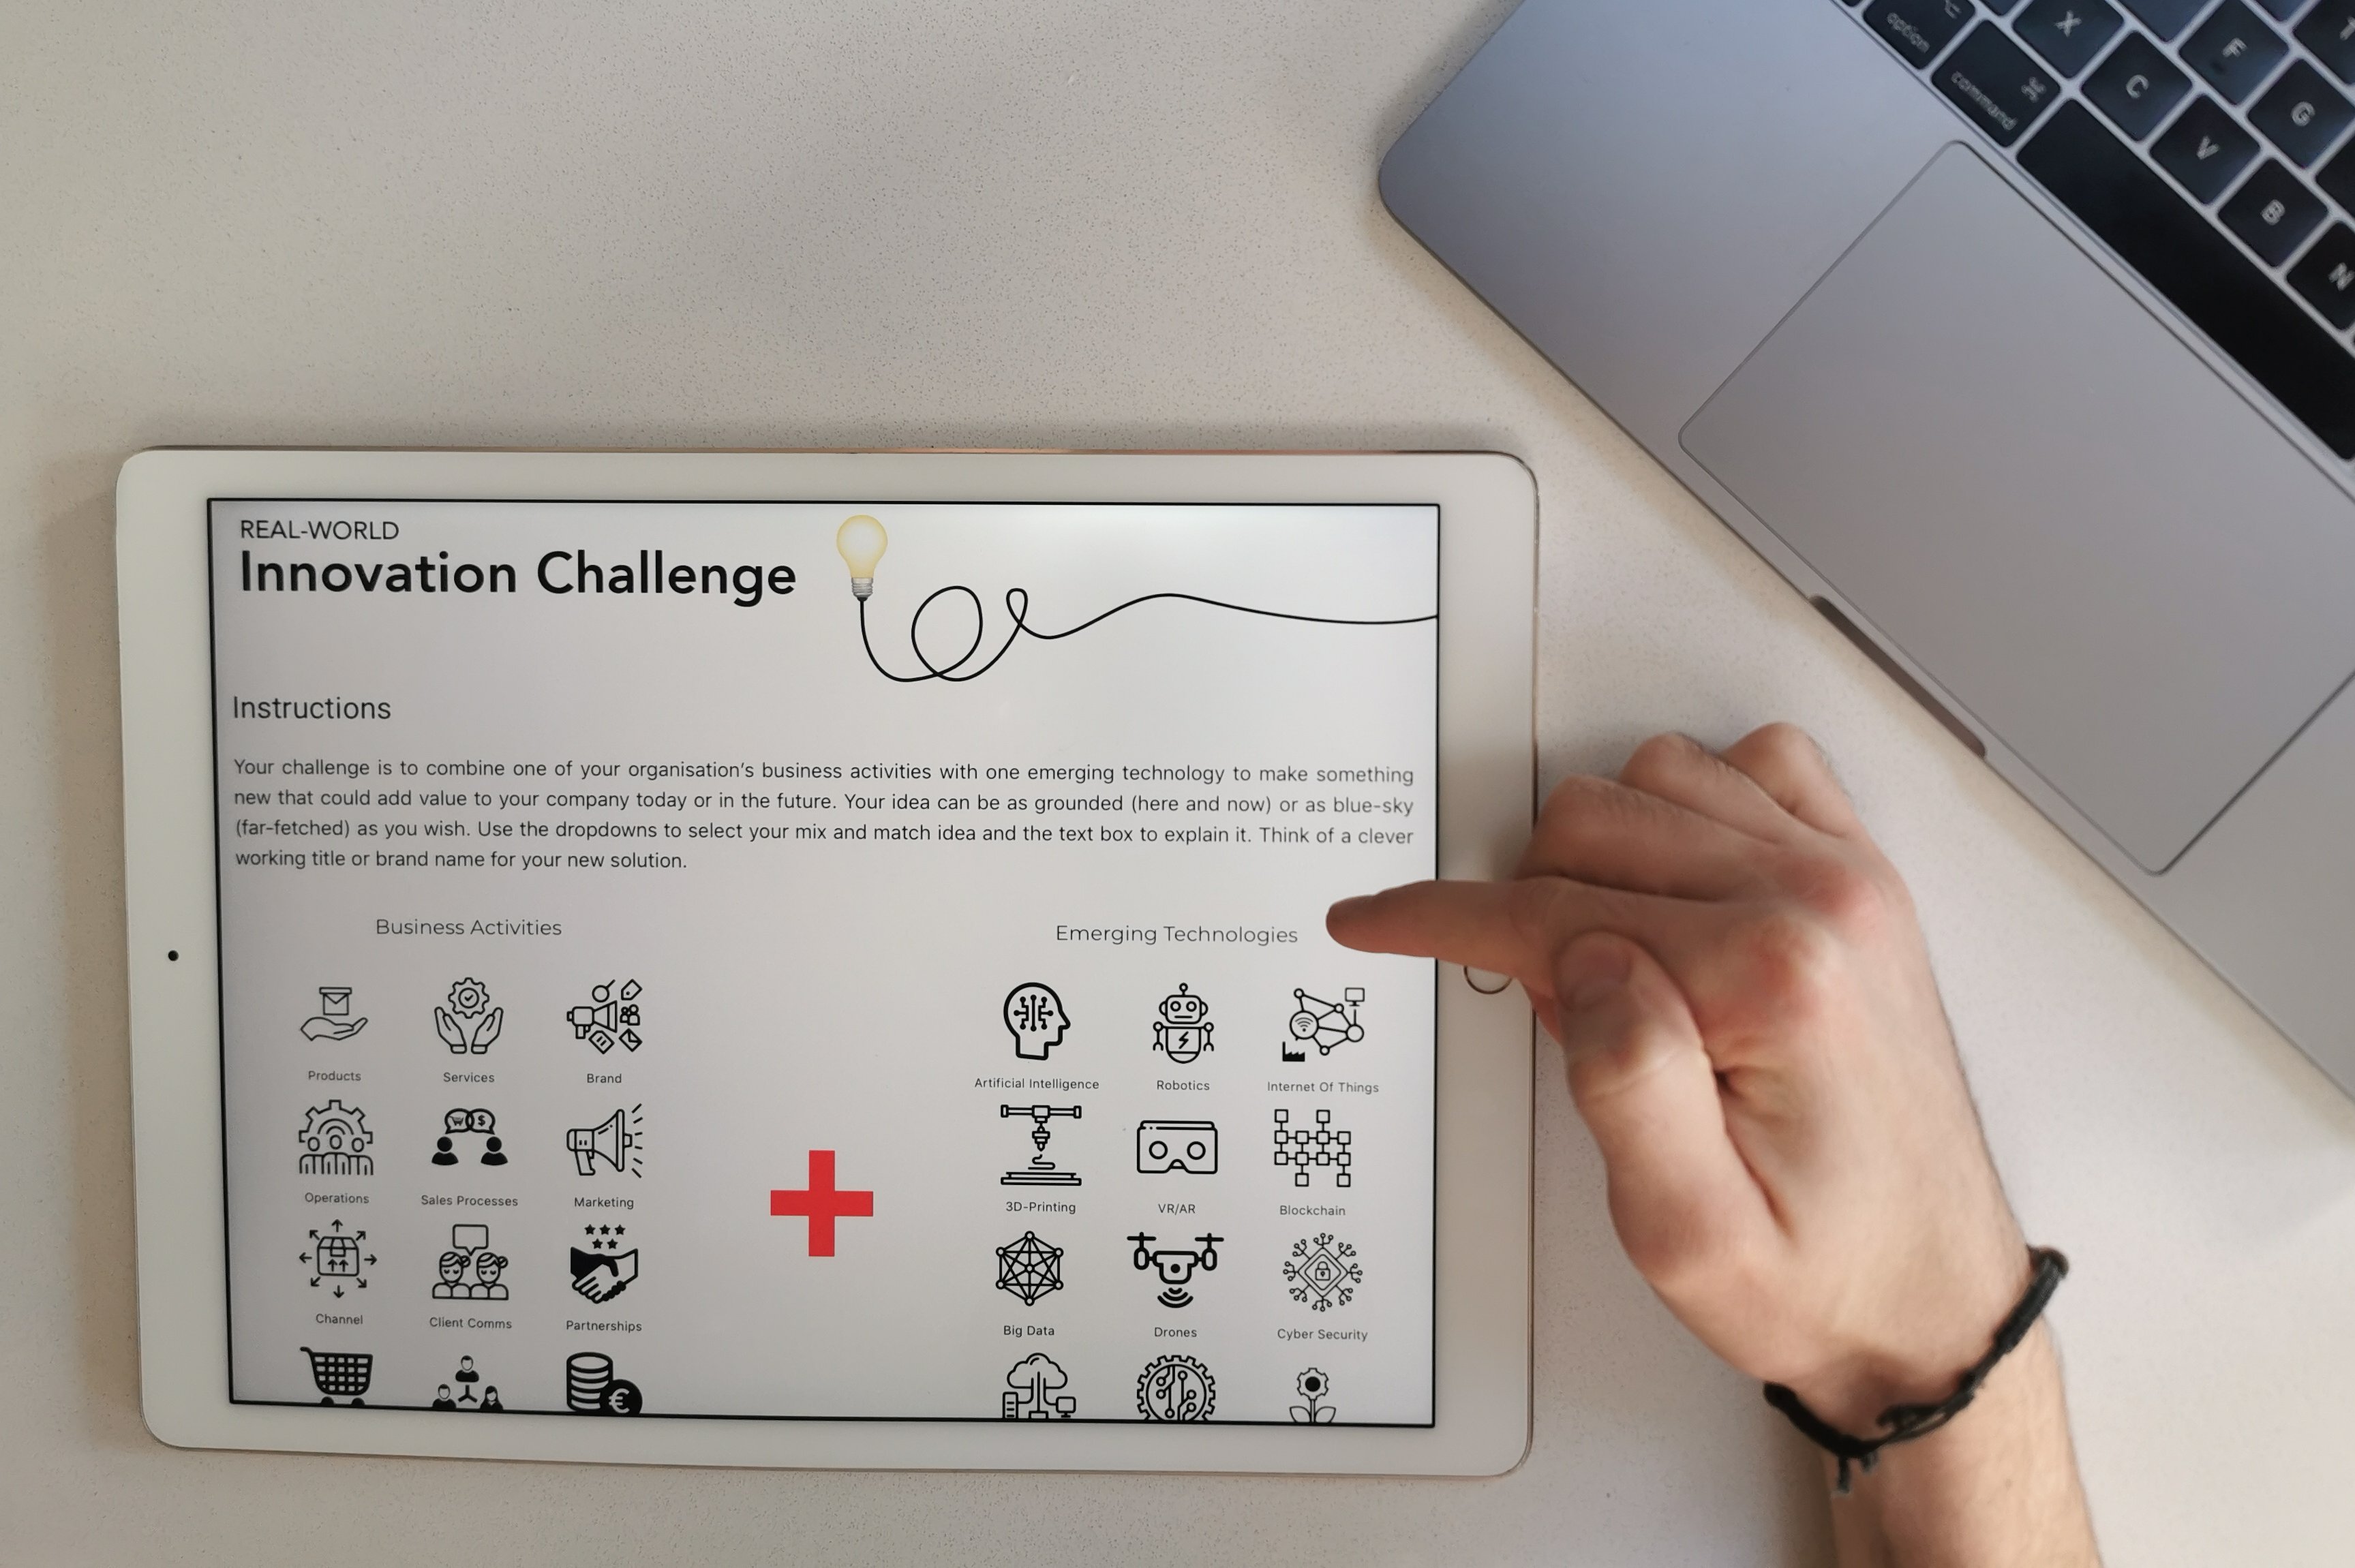 REAL-WORLD
Innovation Challenge
Instructions
Your challenge is to combine one of your organisation's business activities with one emerging technology to make something
new that could add value to your company today or in the future. Your idea can be as grounded (here and now) or as blue-sky
(far-fetched) as you wish. Use the dropdowns to select your mix and match idea and the text box to explain it. Think of a clever
working title or brand name for your new solution.
Business Activities
Products
Services
Brand
Operations
Sales Processes
Marketing
Channel
Client Comms
Partnerships
Emerging Technologies
Artificial Intelligence
Robotics
Internet Of Things
3D-Printing
VR/AR
Blockchain
Big Data
Drones
Cyber Security
option
command
X
C
V
B
N
F
G